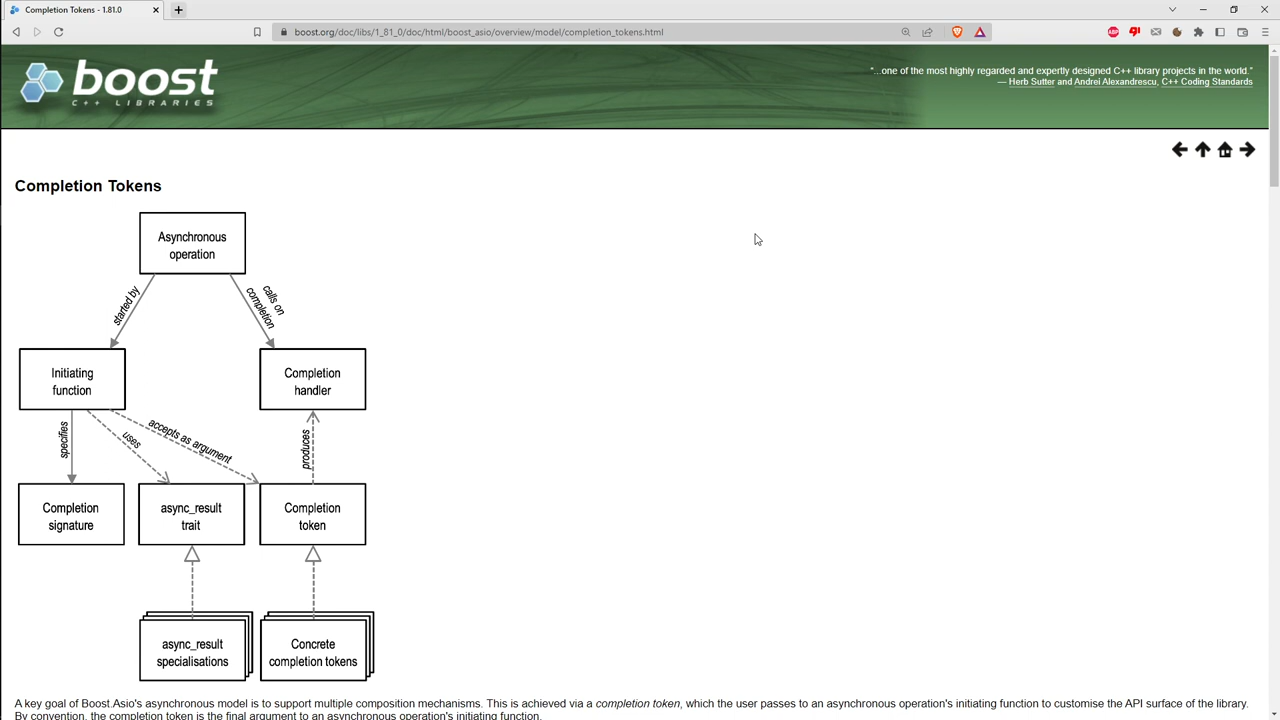 Completion Tokens - 1.81.0
boost.org/doc/libs/1_81_0/doc/html/boost_asio/overview/model/completion_tokens.html
ABP
boost
C++ LIBRARIES
"...one of the most highly regarded and expertly designed C++ library projects in the world."
— Herb Sutter and Andrei Alexandrescu, C++ Coding Standards
Completion Tokens
Asynchronous
operation
started by
calls on
completion
Initiating
function
Completion
handler
specifies
uses
accepts as argument
produces
Completion
signature
async_result
trait
Completion
token
async_result
specialisations
Concrete
completion tokens
A key goal of Boost.Asio's asynchronous model is to support multiple composition mechanisms. This is achieved via a completion token, which the user passes to an asynchronous operation's initiating function to customise the API surface of the library.
By convention, the completion token is the final argument to an asynchronous operation's initiating function.